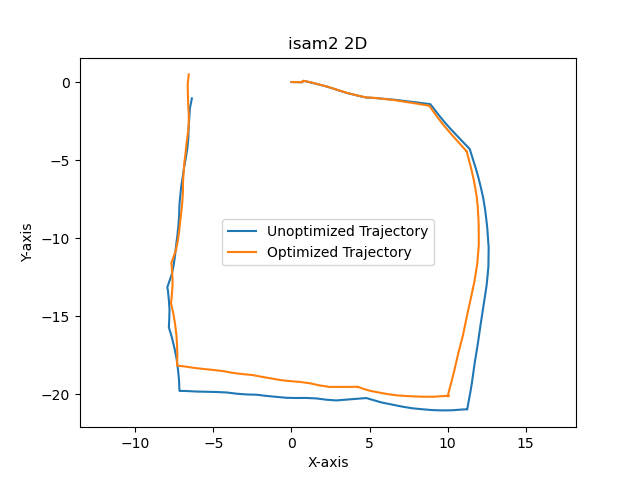 isam2 2D
0
−5
−10
−15
−20
Y-axis
Unoptimized Trajectory
Optimized Trajectory
−10
−5
0
5
10
15
X-axis